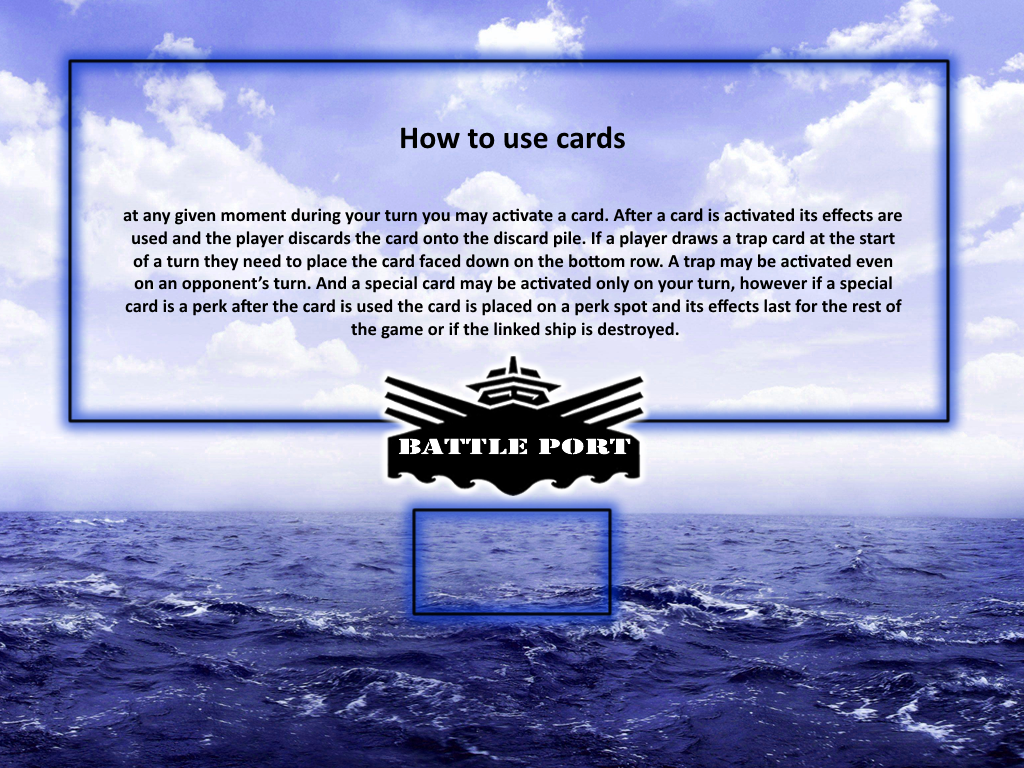 How to use cards
at any given moment during your turn you may activate a card. After a card is activated its effects are
used and the player discards the card onto the discard pile. If a player draws a trap card at the start
of a turn they need to place the card faced down on the bottom row. A trap may be activated even
on an opponent’s turn. And a special card may be activated only on your turn, however if a special
card is a perk after the card is used the card is placed on a perk spot and its effects last for the rest of
the game or if the linked ship is destroyed.
BATTLE PORT